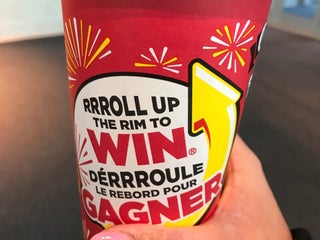 RRROLL UP
THE RIM TO
WIN®
DÉRRROULE
LE REBORD POUR
GAGNER